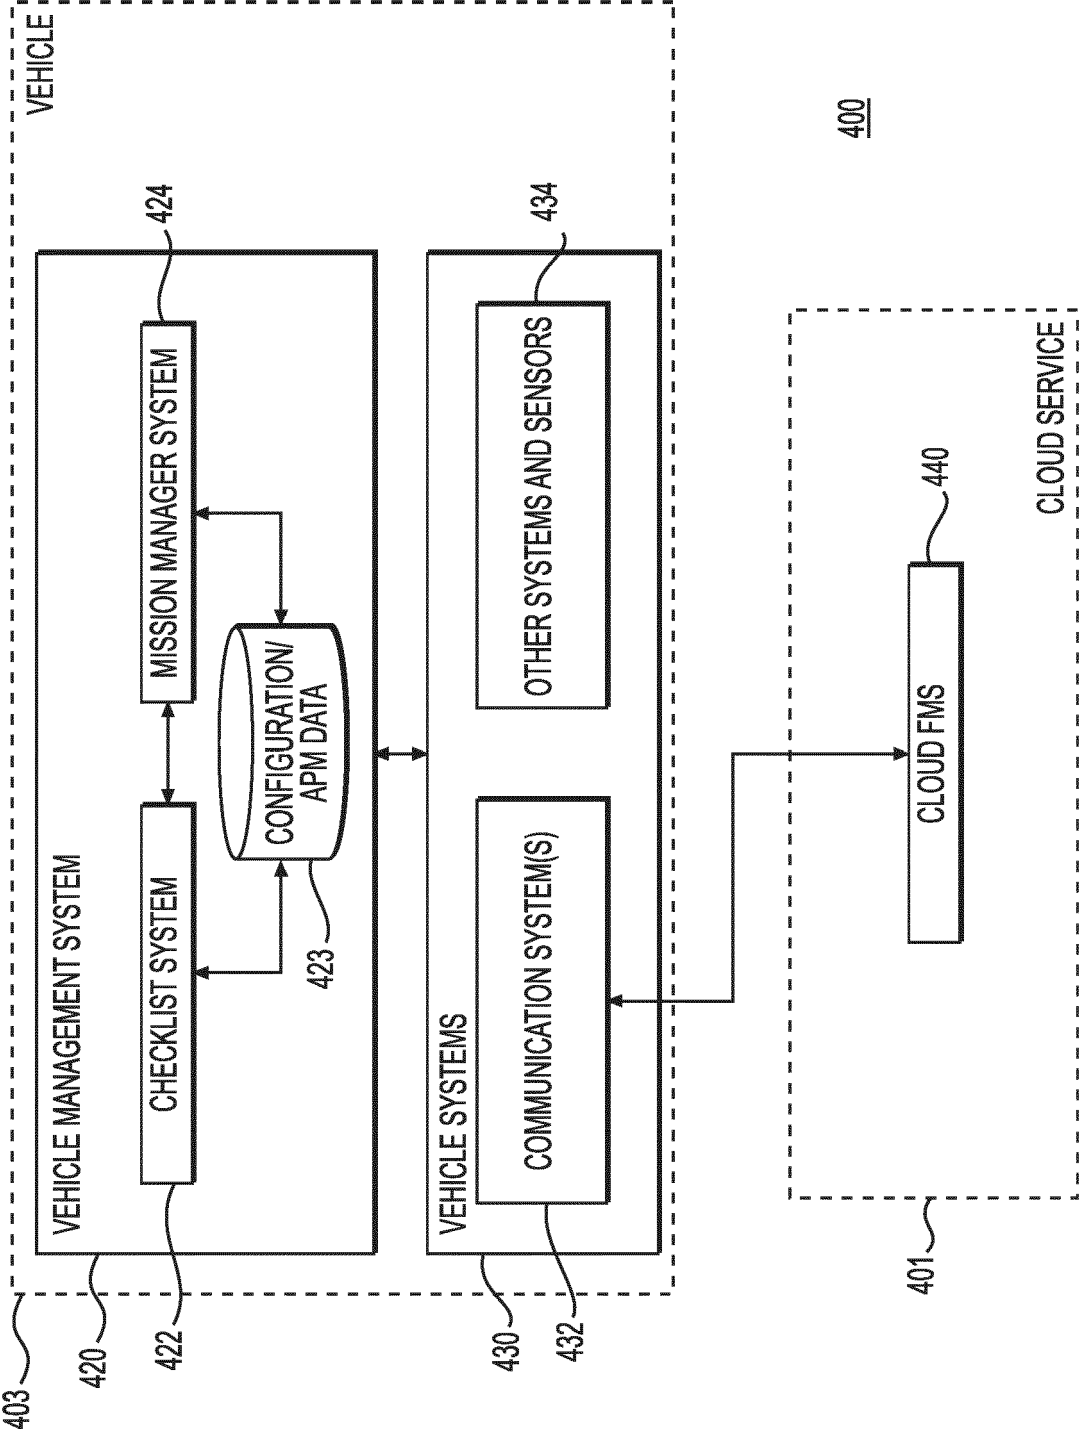 VEHICLE
403
VEHICLE MANAGEMENT SYSTEM
420
CHECKLIST SYSTEM
422
MISSION MANAGER SYSTEM
424
CONFIGURATION/
APM DATA
423
VEHICLE SYSTEMS
430
COMMUNICATION SYSTEM(S)
432
OTHER SYSTEMS AND SENSORS
434
400
CLOUD FMS
440
401
CLOUD SERVICE